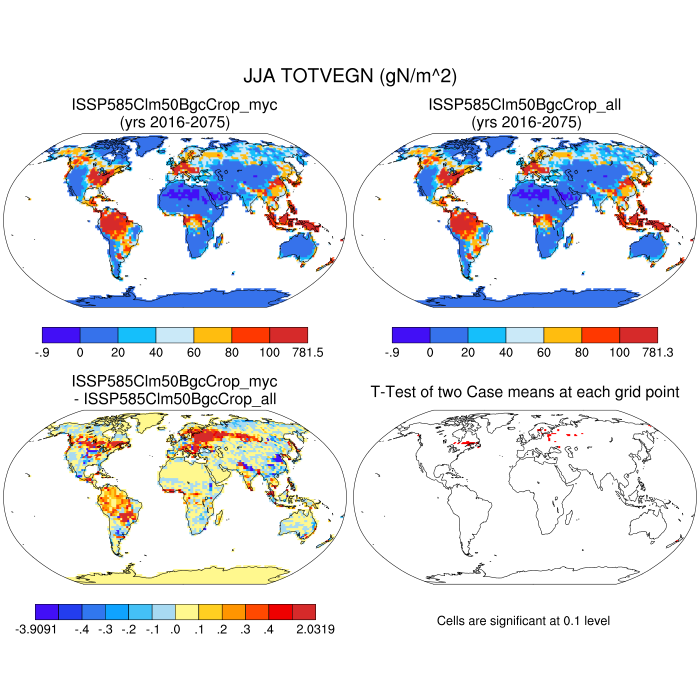 JJA TOTVEGN (gN/m^2)
ISSP585Clm50BgcCrop_myc
(yrs 2016-2075)
ISSP585Clm50BgcCrop_all
(yrs 2016-2075)
-.9 0 20 40 60 80 100 781.5
-.9 0 20 40 60 80 100 781.3
ISSP585Clm50BgcCrop_myc
- ISSP585Clm50BgcCrop_all
T-Test of two Case means at each grid point
-3.9091 -.4 -.3 -.2 -.1 .0 .1 .2 .3 .4 2.0319
Cells are significant at 0.1 level